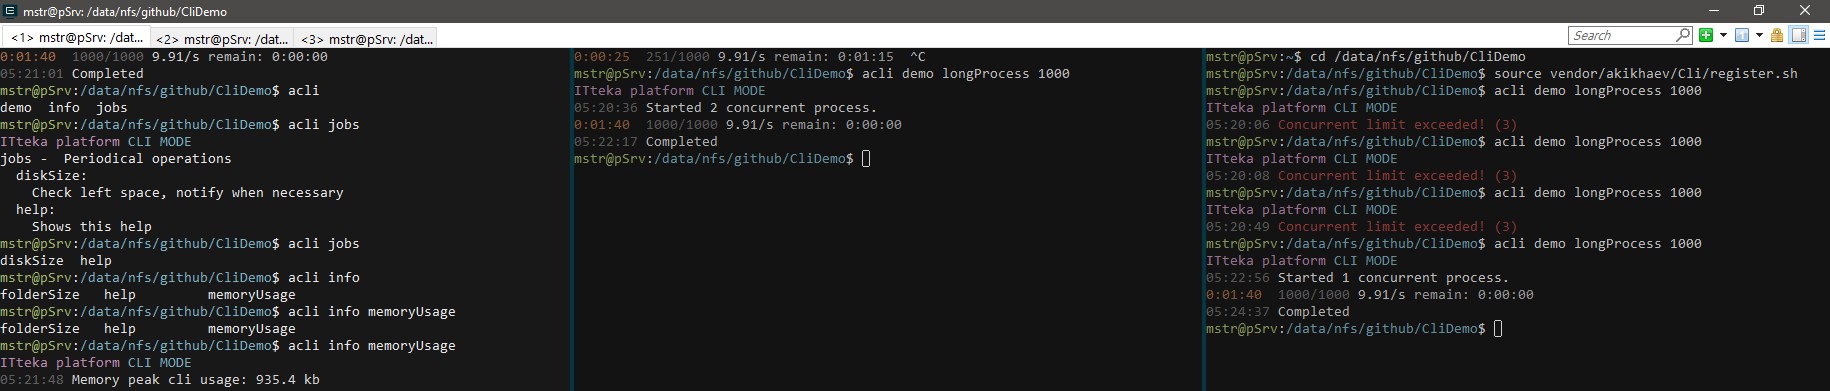 mstr@pSrv: /data/nfs/github/CliDemo
<1> mstr@pSrv: /dat...
<2> mstr@pSrv: /dat...
<3> mstr@pSrv: /dat...
Search
0:01:40  1000/1000 9.91/s remain: 0:00:00
05:21:01 Completed
mstr@pSrv:/data/nfs/github/CliDemo$ acli
demo  info  jobs
mstr@pSrv:/data/nfs/github/CliDemo$ acli jobs
ITteka platform CLI MODE
jobs -  Periodical operations
  diskSize:
    Check left space, notify when necessary
  help:
    Shows this help
mstr@pSrv:/data/nfs/github/CliDemo$ acli jobs
diskSize  help
mstr@pSrv:/data/nfs/github/CliDemo$ acli info
folderSize   help         memoryUsage
mstr@pSrv:/data/nfs/github/CliDemo$ acli info memoryUsage
folderSize   help         memoryUsage
mstr@pSrv:/data/nfs/github/CliDemo$ acli info memoryUsage
ITteka platform CLI MODE
05:21:48 Memory peak cli usage: 935.4 kb
0:00:25  251/1000 9.91/s remain: 0:01:15  ^C
mstr@pSrv:/data/nfs/github/CliDemo$ acli demo longProcess 1000
ITteka platform CLI MODE
05:20:36 Started 2 concurrent process.
0:01:40  1000/1000 9.91/s remain: 0:00:00
05:22:17 Completed
mstr@pSrv:/data/nfs/github/CliDemo$
mstr@pSrv:~$ cd /data/nfs/github/CliDemo
mstr@pSrv:/data/nfs/github/CliDemo$ source vendor/akikhaev/Cli/register.sh
mstr@pSrv:/data/nfs/github/CliDemo$ acli demo longProcess 1000
ITteka platform CLI MODE
05:20:06 Concurrent limit exceeded! (3)
mstr@pSrv:/data/nfs/github/CliDemo$ acli demo longProcess 1000
ITteka platform CLI MODE
05:20:08 Concurrent limit exceeded! (3)
mstr@pSrv:/data/nfs/github/CliDemo$ acli demo longProcess 1000
ITteka platform CLI MODE
05:20:49 Concurrent limit exceeded! (3)
mstr@pSrv:/data/nfs/github/CliDemo$ acli demo longProcess 1000
ITteka platform CLI MODE
05:22:56 Started 1 concurrent process.
0:01:40  1000/1000 9.91/s remain: 0:00:00
05:24:37 Completed
mstr@pSrv:/data/nfs/github/CliDemo$